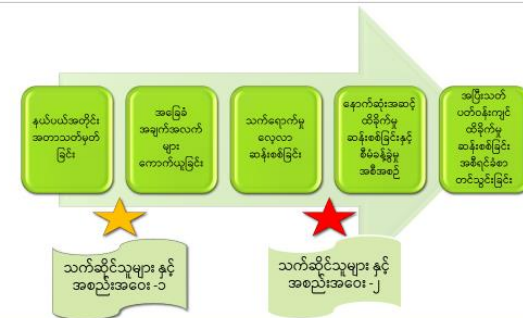 နယ်ပယ်အတိုင်း
အတာသတ်မှတ်
ခြင်း
အခြေခံ
အချက်အလက်
များ
ကောက်ယူခြင်း
သက်ရောက်မှု
လေ့လာ
ဆန်းစစ်ခြင်း
နောက်ဆုံးအဆင့်
ထိခိုက်မှု
ဆန်းစစ်ခြင်းနှင့်
စီမံခန့်ခွဲမှု
အစီအစဉ်
အပြီးသတ်
ပတ်ဝန်းကျင်
ထိခိုက်မှု
ဆန်းစစ်ခြင်း
အစီရင်ခံစာ
တင်သွင်းခြင်း
သက်ဆိုင်သူများ နှင့်
အစည်းအဝေး -၁
သက်ဆိုင်သူများ နှင့်
အစည်းအဝေး -၂